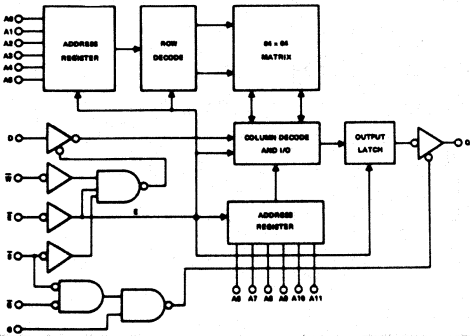 A0
A1
A2
A3
A4
A5
ADDRESS
REGISTER
ROW
DECODE
64 x 64
MATRIX
D
COLUMN DECODE
AND I/O
OUTPUT
LATCH
Q
W
E
E
ADDRESS
REGISTER
S
G
A6 A7 A8 A9 A10 A11